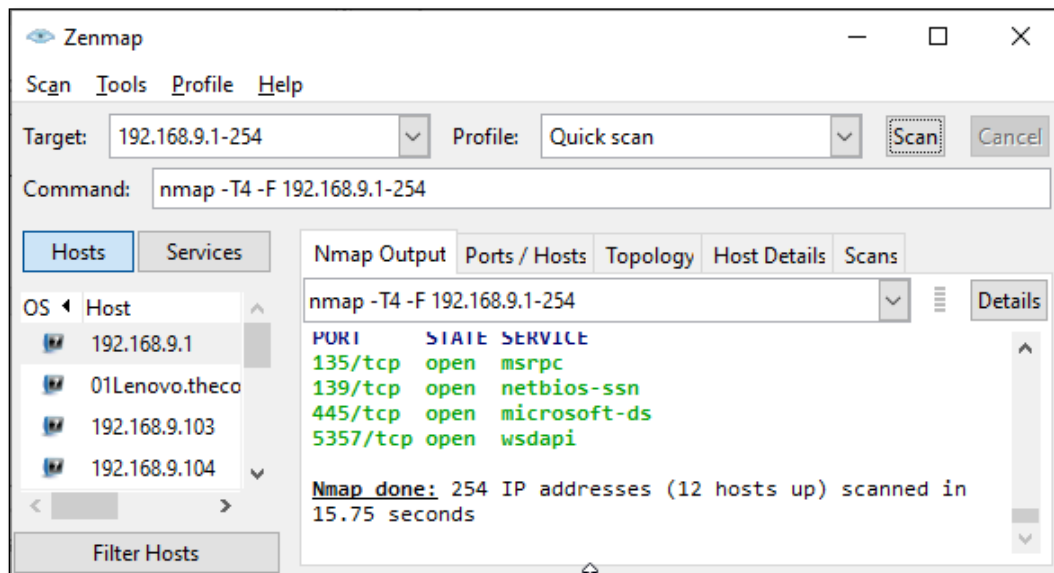 Zenmap
Scan Tools Profile Help
Target: 192.168.9.1-254 Profile: Quick scan Scan Cancel
Command: nmap -T4 -F 192.168.9.1-254
Hosts Services
Nmap Output Ports / Hosts Topology Host Details Scans
nmap -T4 -F 192.168.9.1-254 Details
OS Host
192.168.9.1
01Lenovo.theco
192.168.9.103
192.168.9.104
Filter Hosts
PORT STATE SERVICE
135/tcp open msrpc
139/tcp open netbios-ssn
445/tcp open microsoft-ds
5357/tcp open wsdapi
Nmap done: 254 IP addresses (12 hosts up) scanned in
15.75 seconds